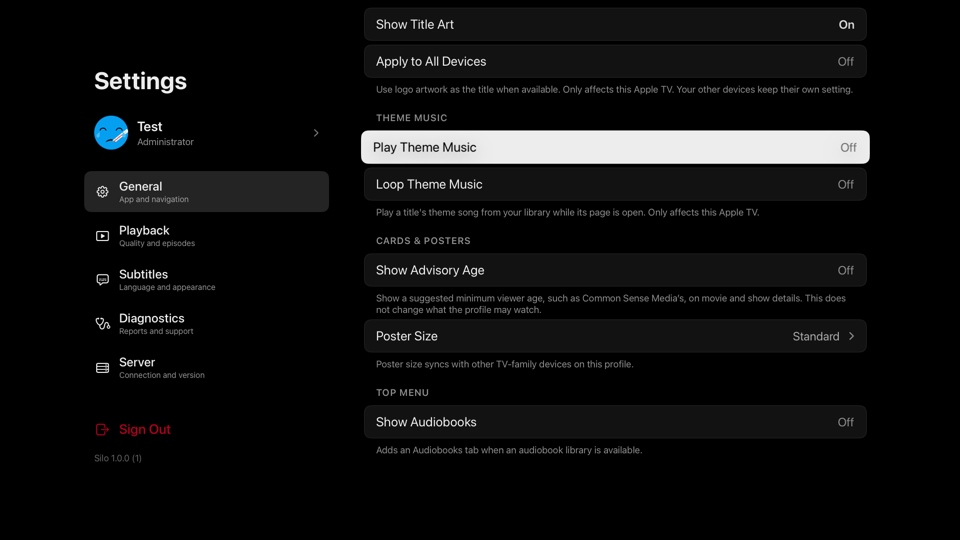 Settings
Test
Administrator
General
App and navigation
Playback
Quality and episodes
Subtitles
Language and appearance
Diagnostics
Reports and support
Server
Connection and version
Sign Out
Silo 1.0.0 (1)
Show Title Art On
Apply to All Devices Off
Use logo artwork as the title when available. Only affects this Apple TV. Your other devices keep their own setting.
THEME MUSIC
Play Theme Music Off
Loop Theme Music Off
Play a title's theme song from your library while its page is open. Only affects this Apple TV.
CARDS & POSTERS
Show Advisory Age Off
Show a suggested minimum viewer age, such as Common Sense Media's, on movie and show details. This does
not change what the profile may watch.
Poster Size Standard
Poster size syncs with other TV-family devices on this profile.
TOP MENU
Show Audiobooks Off
Adds an Audiobooks tab when an audiobook library is available.